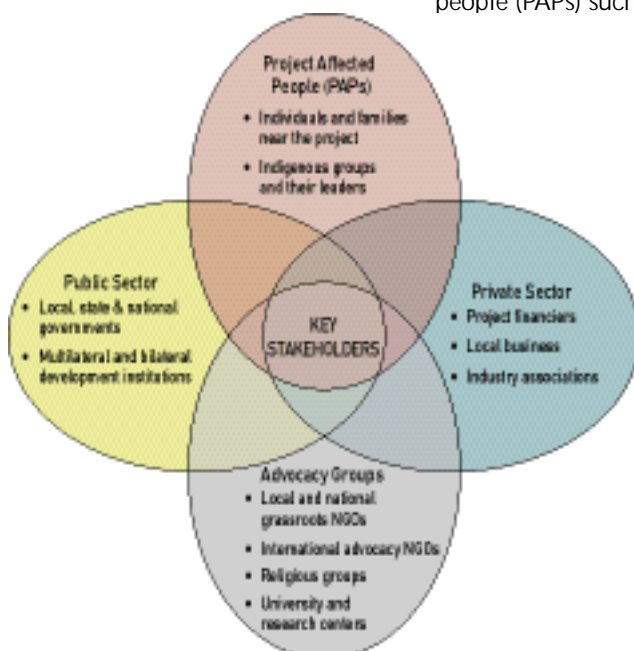 people (PAPs) such
Project Affected
People (PAPs)
• Individuals and families
near the project
• Indigenous groups
and their leaders
Public Sector
• Local, state & national
governments
• Multilateral and bilateral
development institutions
KEY
STAKEHOLDERS
Private Sector
• Project financiers
• Local business
• Industry associations
Advocacy Groups
• Local and national
grassroots NGOs
• International advocacy NGOs
• Religious groups
• University and
research centers